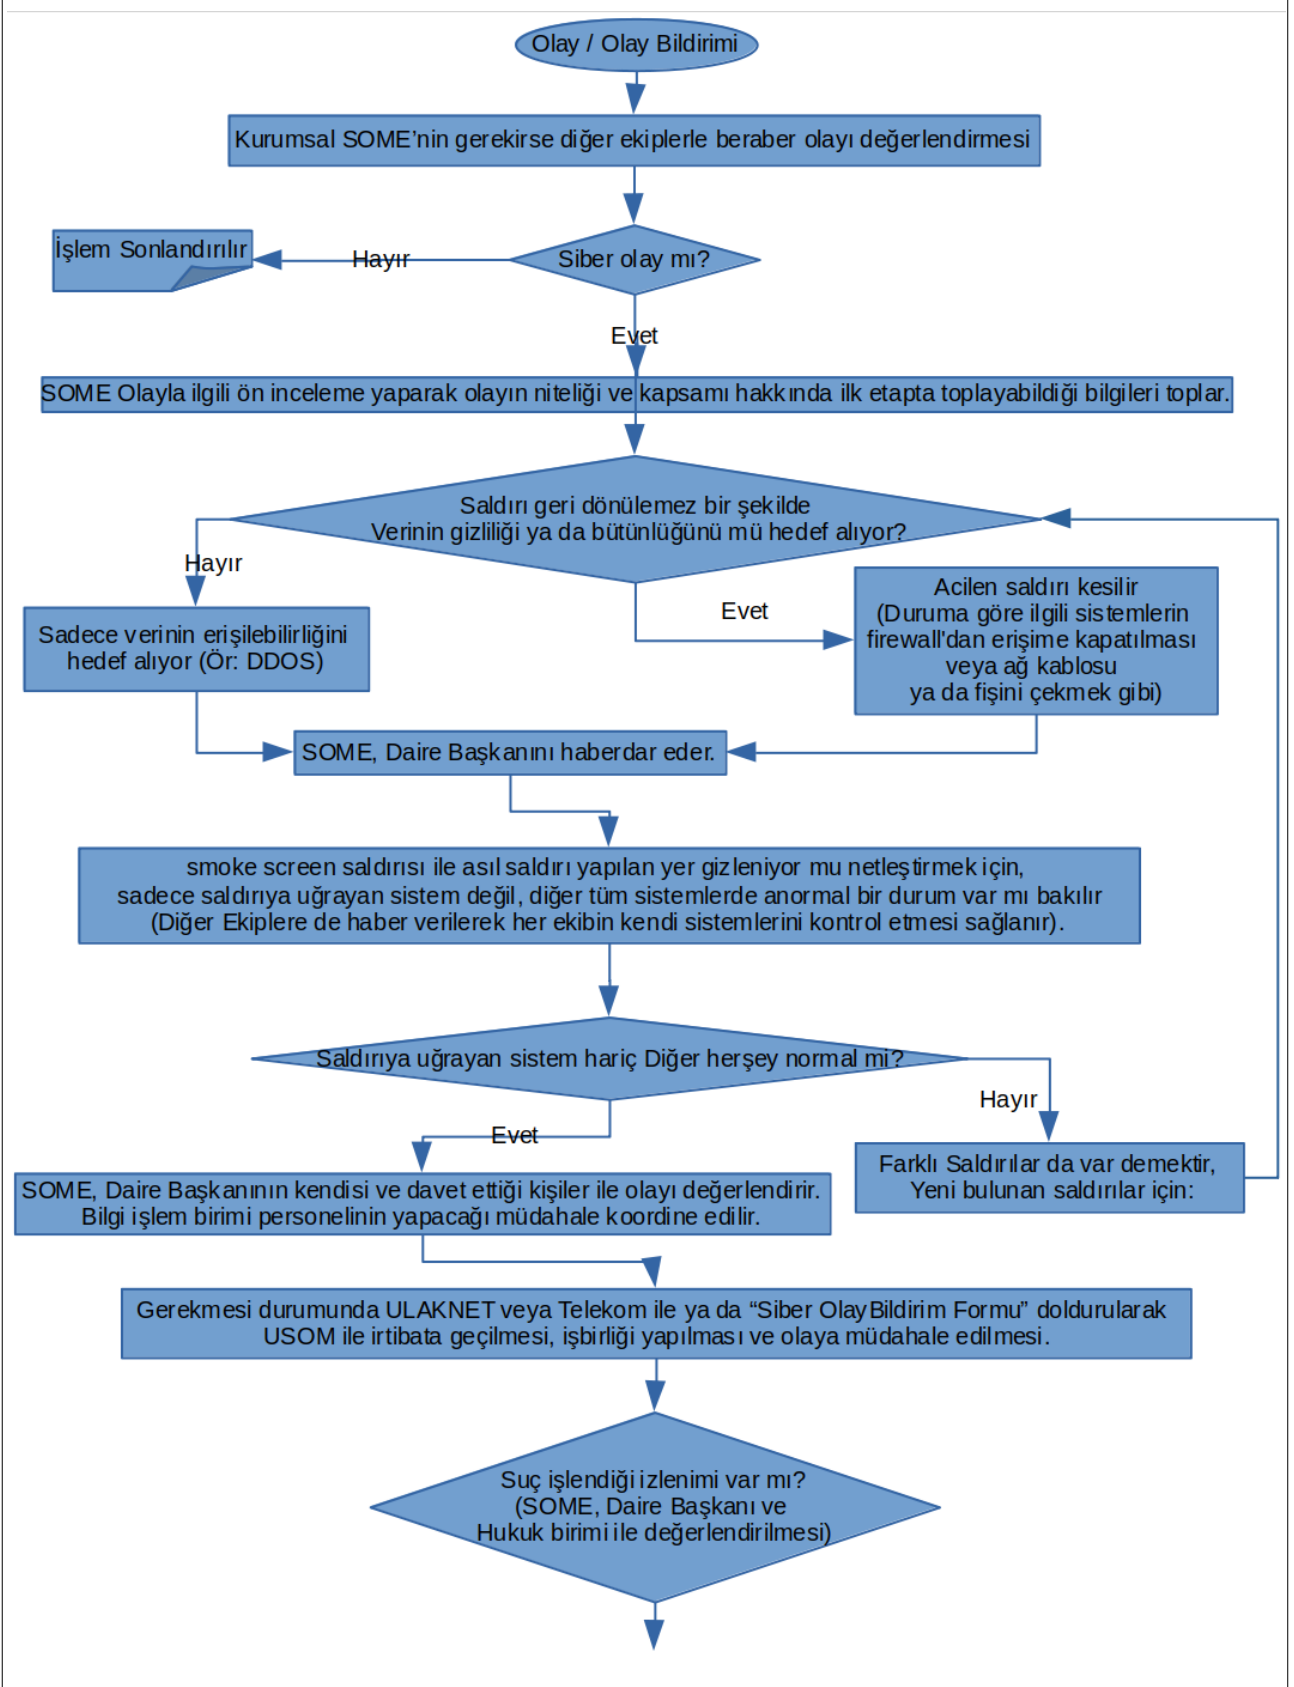 Olay / Olay Bildirimi
Kurumsal SOME’nin gerekirse diğer ekiplerle beraber olayı değerlendirmesi
İşlem Sonlandırılır
Hayır
Siber olay mı?
Evet
SOME Olayla ilgili ön inceleme yaparak olayın niteliği ve kapsamı hakkında ilk etapta toplayabildiği bilgileri toplar.
Saldırı geri dönülemez bir şekilde
Verinin gizliliği ya da bütünlüğünü mü hedef alıyor?
Hayır
Evet
Acilen saldırı kesilir
(Duruma göre ilgili sistemlerin
firewall'dan erişime kapatılması
veya ağ kablosu
ya da fişini çekmek gibi)
Sadece verinin erişilebilirliğini
hedef alıyor (Ör: DDOS)
SOME, Daire Başkanını haberdar eder.
smoke screen saldırısı ile asıl saldırı yapılan yer gizleniyor mu netleştirmek için,
sadece saldırıya uğrayan sistem değil, diğer tüm sistemlerde anormal bir durum var mı bakılır
(Diğer Ekiplere de haber verilerek her ekibin kendi sistemlerini kontrol etmesi sağlanır).
Saldırıya uğrayan sistem hariç Diğer herşey normal mi?
Hayır
Evet
Farklı Saldırılar da var demektir,
Yeni bulunan saldırılar için:
SOME, Daire Başkanının kendisi ve davet ettiği kişiler ile olayı değerlendirir.
Bilgi işlem birimi personelinin yapacağı müdahale koordine edilir.
Gerekmesi durumunda ULAKNET veya Telekom ile ya da “Siber Olay Bildirim Formu” doldurularak
USOM ile irtibata geçilmesi, işbirliği yapılması ve olaya müdahale edilmesi.
Suç işlendiği izlenimi var mı?
(SOME, Daire Başkanı ve
Hukuk birimi ile değerlendirilmesi)